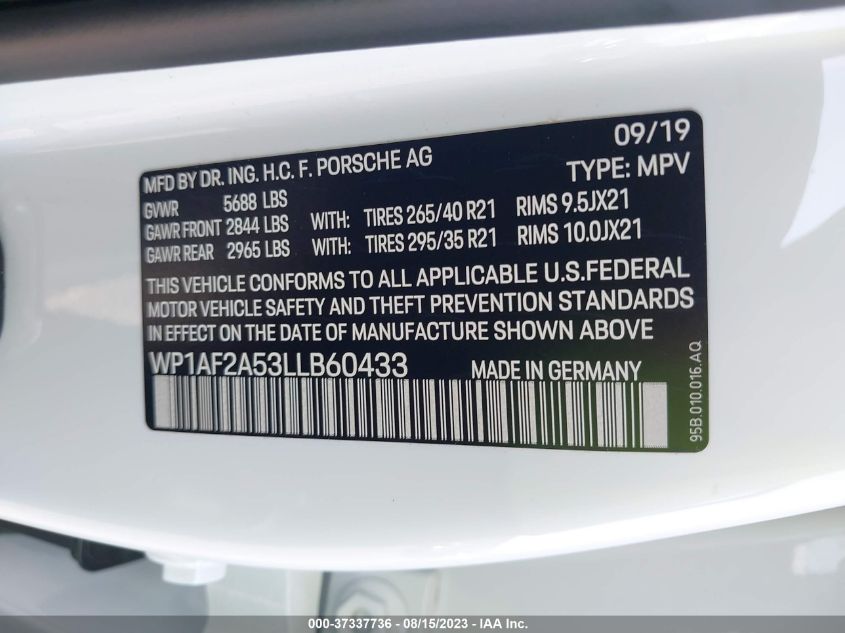 09/19
MFD BY DR. ING. H.C. F. PORSCHE AG TYPE: MPV
GVWR 5688 LBS
GAWR FRONT 2844 LBS WITH: TIRES 265/40 R21 RIMS 9.5JX21
GAWR REAR 2965 LBS WITH: TIRES 295/35 R21 RIMS 10.0JX21
THIS VEHICLE CONFORMS TO ALL APPLICABLE U.S.FEDERAL
MOTOR VEHICLE SAFETY AND THEFT PREVENTION STANDARDS
IN EFFECT ON THE DATE OF MANUFACTURE SHOWN ABOVE
WP1AF2A53LLB60433 MADE IN GERMANY
95B.010.016.AQ
000-37337736 - 08/15/2023 - IAA Inc.